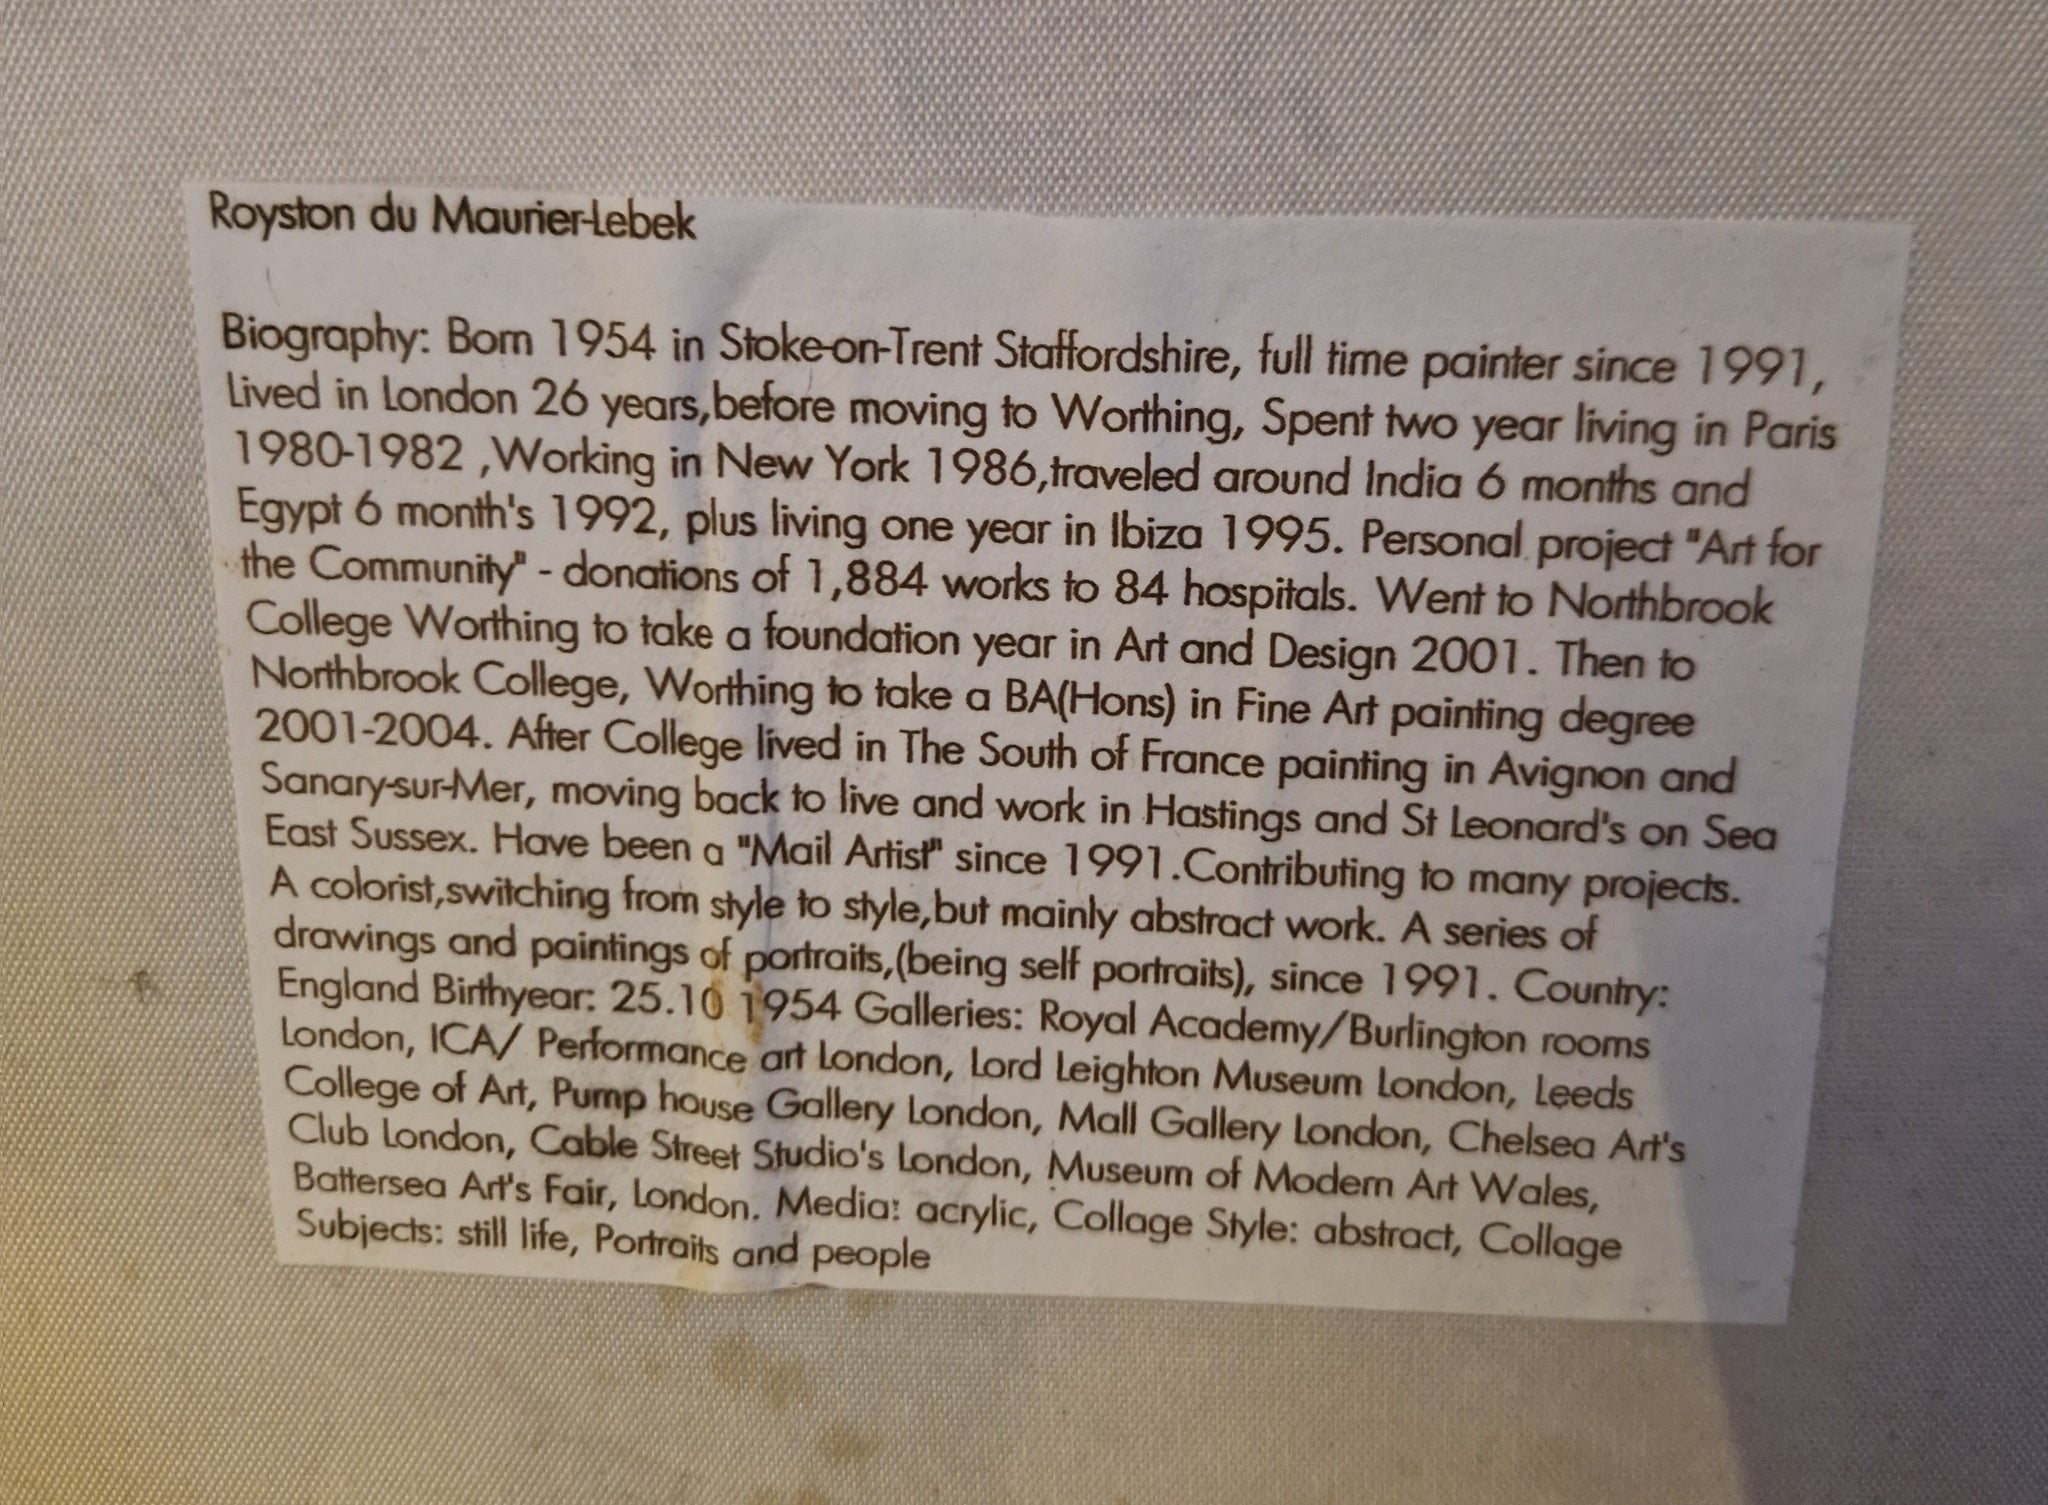 Royston du Maurier-Lebek
Biography: Born 1954 in Stoke-on-Trent Staffordshire, full time painter since 1991,
Lived in London 26 years,before moving to Worthing, Spent two year living in Paris
1980-1982 ,Working in New York 1986,traveled around India 6 months and
Egypt 6 month's 1992, plus living one year in Ibiza 1995. Personal project "Art for
the Community" - donations of 1,884 works to 84 hospitals. Went to Northbrook
College Worthing to take a foundation year in Art and Design 2001. Then to
Northbrook College, Worthing to take a BA(Hons) in Fine Art painting degree
2001-2004. After College lived in The South of France painting in Avignon and
Sanary-sur-Mer, moving back to live and work in Hastings and St Leonard's on Sea
East Sussex. Have been a "Mail Artist" since 1991.Contributing to many projects.
A colorist,switching from style to style,but mainly abstract work. A series of
drawings and paintings of portraits,(being self portraits), since 1991. Country:
England Birthyear: 25.10 1954 Galleries: Royal Academy/Burlington rooms
London, ICA/ Performance art London, Lord Leighton Museum London, Leeds
College of Art, Pump house Gallery London, Mall Gallery London, Chelsea Art's
Club London, Cable Street Studio's London, Museum of Modern Art Wales,
Battersea Art's Fair, London. Media: acrylic, Collage Style: abstract, Collage
Subjects: still life, Portraits and people